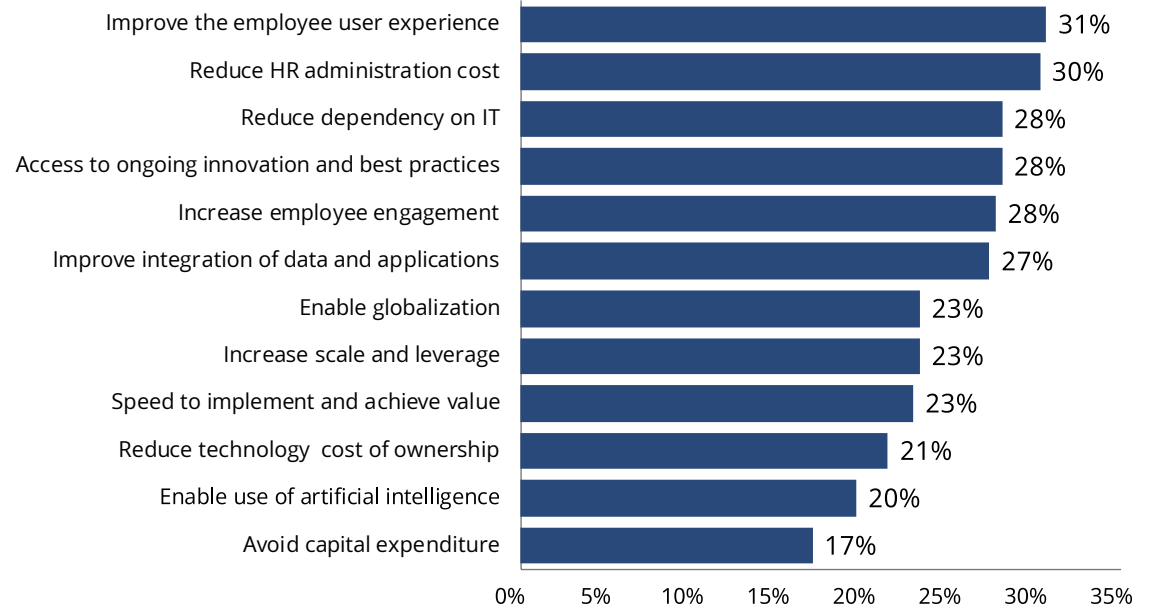 Improve the employee user experience 31%
Reduce HR administration cost 30%
Reduce dependency on IT 28%
Access to ongoing innovation and best practices 28%
Increase employee engagement 28%
Improve integration of data and applications 27%
Enable globalization 23%
Increase scale and leverage 23%
Speed to implement and achieve value 23%
Reduce technology  cost of ownership 21%
Enable use of artificial intelligence 20%
Avoid capital expenditure 17%
0% 5% 10% 15% 20% 25% 30% 35%